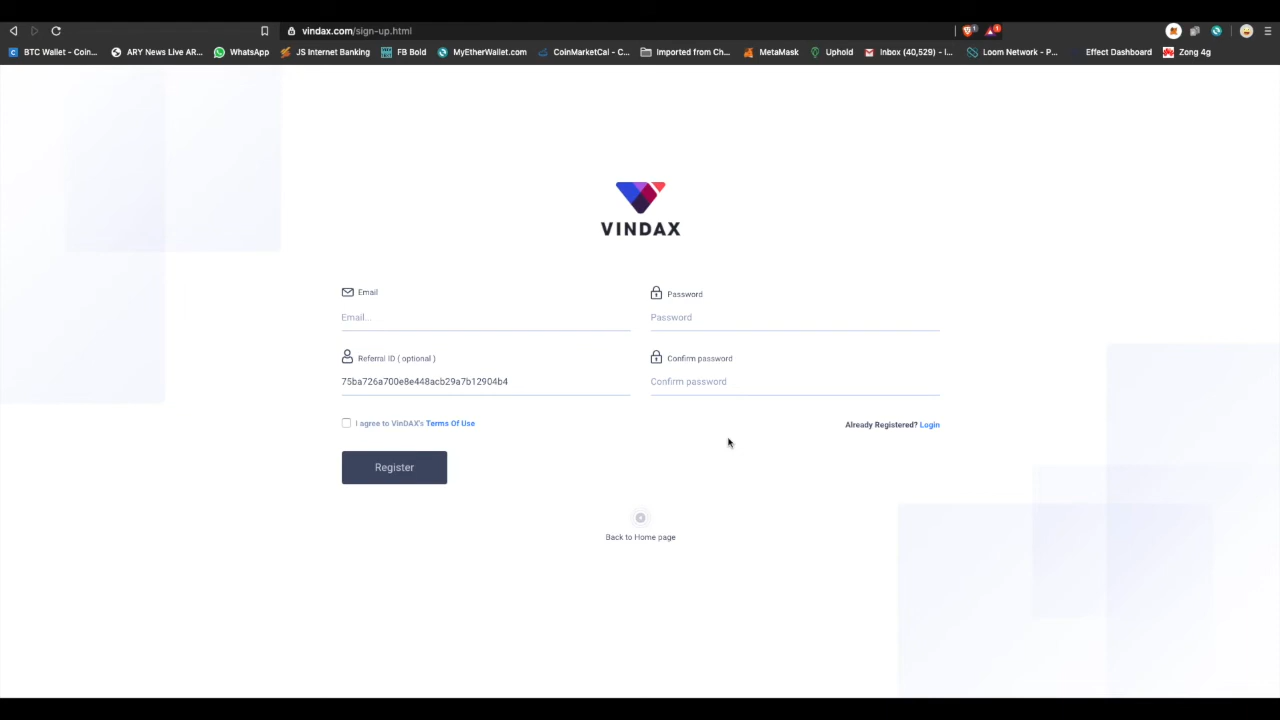 vindax.com/sign-up.html
1
1
BTC Wallet - Coin...
ARY News Live AR...
WhatsApp
JS Internet Banking
FB Bold
MyEtherWallet.com
CoinMarketCal - C...
Imported from Ch...
MetaMask
Uphold
Inbox (40,529) - l...
Loom Network - P...
Effect Dashboard
Zong 4g
VINDAX
Email
Password
Email...
Password
Referral ID ( optional )
Confirm password
75ba726a700e8e448acb29a7b12904b4
Confirm password
I agree to VinDAX's Terms Of Use
Already Registered? Login
Register
Back to Home page